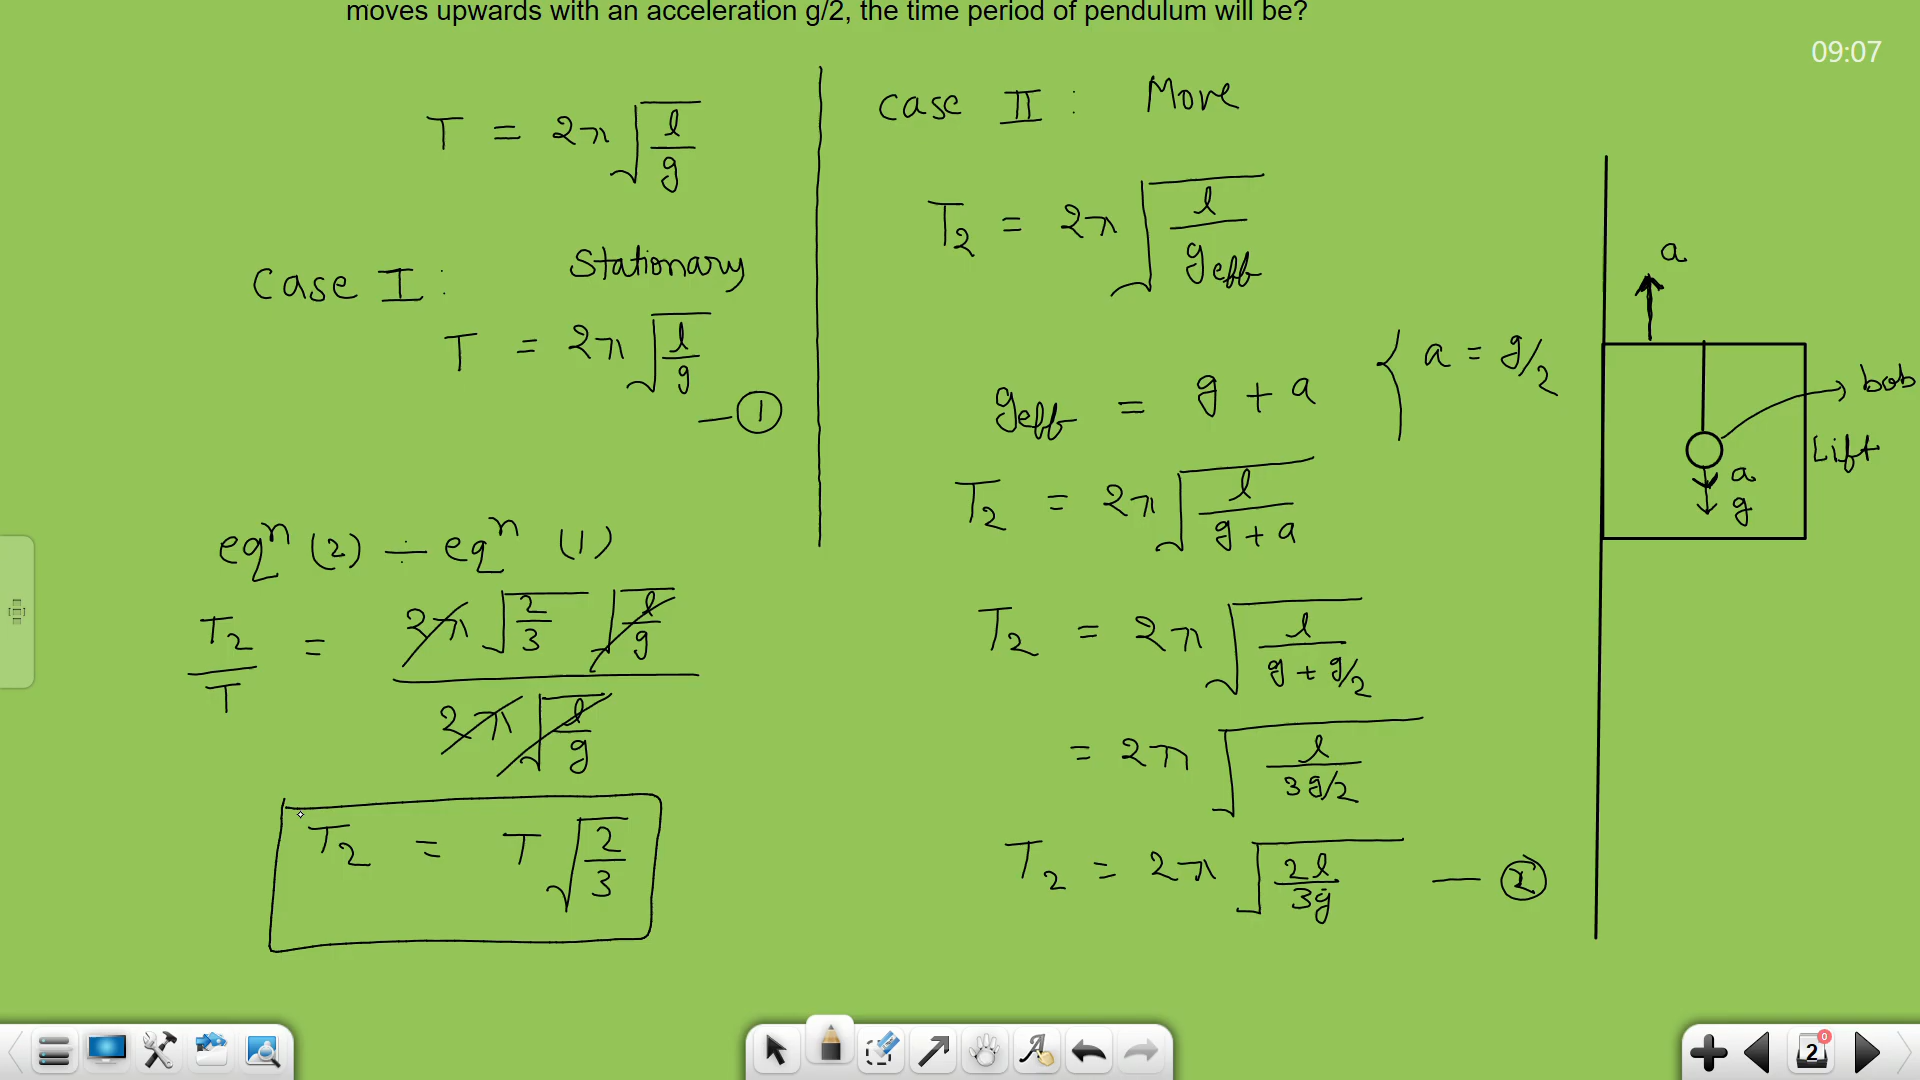 moves upwards with an acceleration g/2, the time period of pendulum will be?
09:07
T = 2π √(l/g)
Case I : Stationary
T = 2π √(l/g)
— 1
eqⁿ (2) ÷ eqⁿ (1)
T₂/T = 2π √(2/3) √(l/g) / 2π √(l/g)
T₂ = T √(2/3)
Case II : Move
T₂ = 2π √(l/geff)
geff = g + a { a = g/2
T₂ = 2π √(l/(g + a))
T₂ = 2π √(l/(g + g/2))
= 2π √(l/(3g/2))
T₂ = 2π √(2l/3g) — 2
a
bob
Lift
a
g
2
0